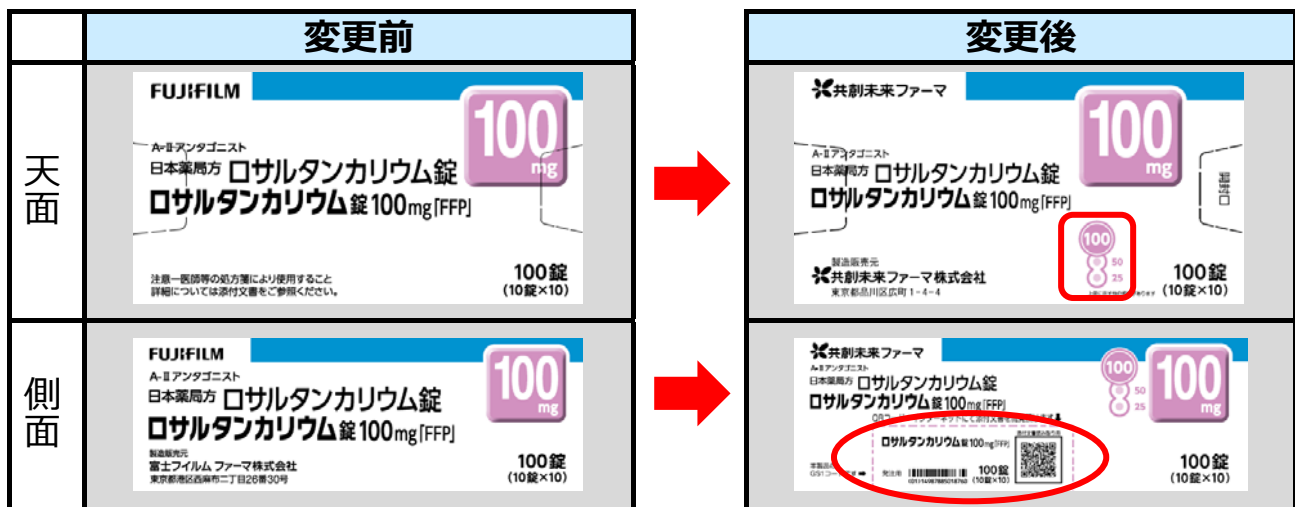 変更前
変更後
天面
FUJIFILM
100
mg
A-Ⅱアンタゴニスト
日本薬局方 ロサルタンカリウム錠
ロサルタンカリウム錠100mg「FFP」
注意－医師等の処方箋により使用すること
詳細については添付文書をご参照ください。
100錠
(10錠×10)
共創未来ファーマ
100
mg
A-Ⅱアンタゴニスト
日本薬局方 ロサルタンカリウム錠
ロサルタンカリウム錠100mg「FFP」
開封口
100
50
25
製造販売元
共創未来ファーマ株式会社
東京都品川区広町1-4-4
100錠
(10錠×10)
側面
FUJIFILM
100
mg
A-Ⅱアンタゴニスト
日本薬局方 ロサルタンカリウム錠
ロサルタンカリウム錠100mg「FFP」
製造販売元
富士フイルム ファーマ株式会社
東京都港区西麻布二丁目26番30号
100錠
(10錠×10)
共創未来ファーマ
100
50
25
100
mg
A-Ⅱアンタゴニスト
日本薬局方 ロサルタンカリウム錠
ロサルタンカリウム錠100mg「FFP」
ロサルタンカリウム錠100mg「FFP」
発注用
100錠
(10錠×10)
100錠
(10錠×10)